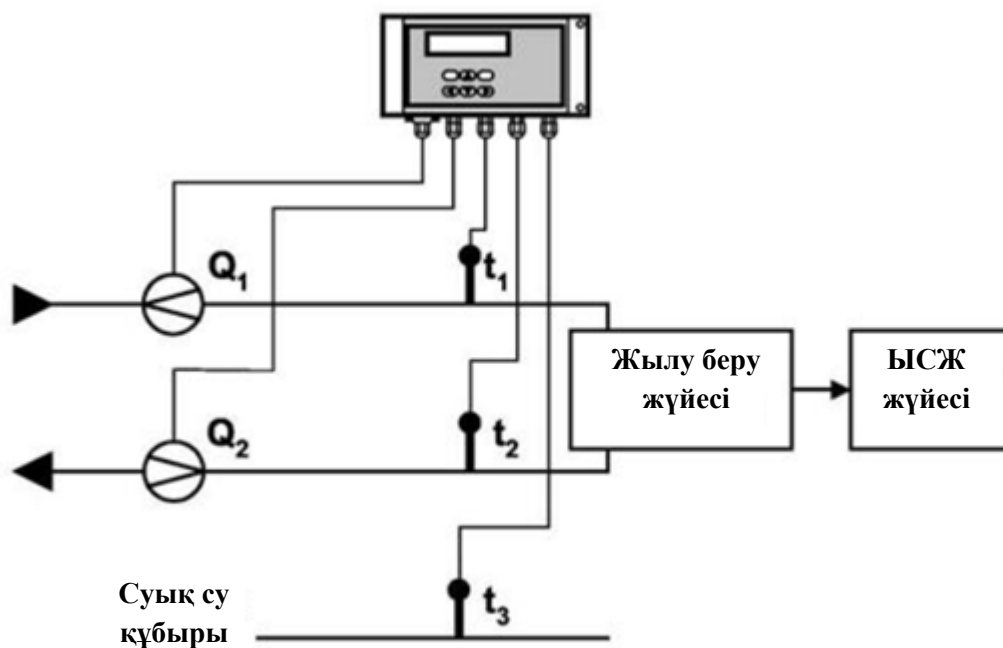 Q₁
t₁
Жылу беру
жүйесі
ЫСЖ
жүйесі
Q₂
t₂
Суық су
құбыры
t₃